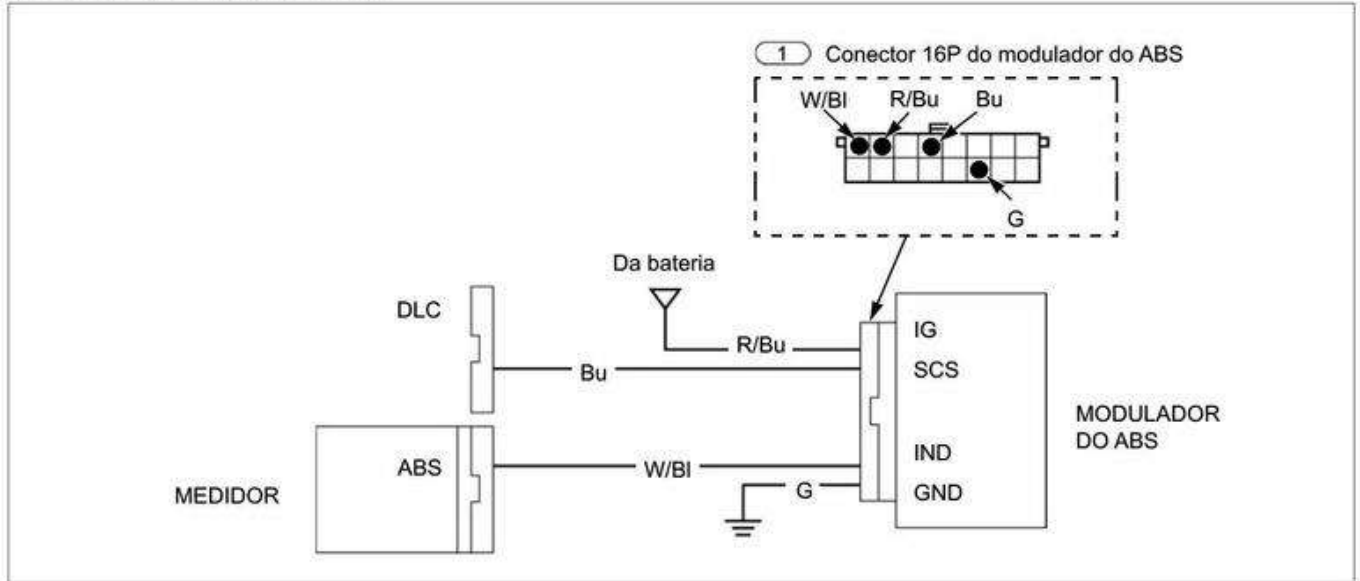 1 Conector 16P do modulador do ABS
W/Bl R/Bu Bu
G
Da bateria
DLC
R/Bu
IG
Bu
SCS
MODULADOR
DO ABS
ABS
W/Bl
IND
MEDIDOR
G
GND